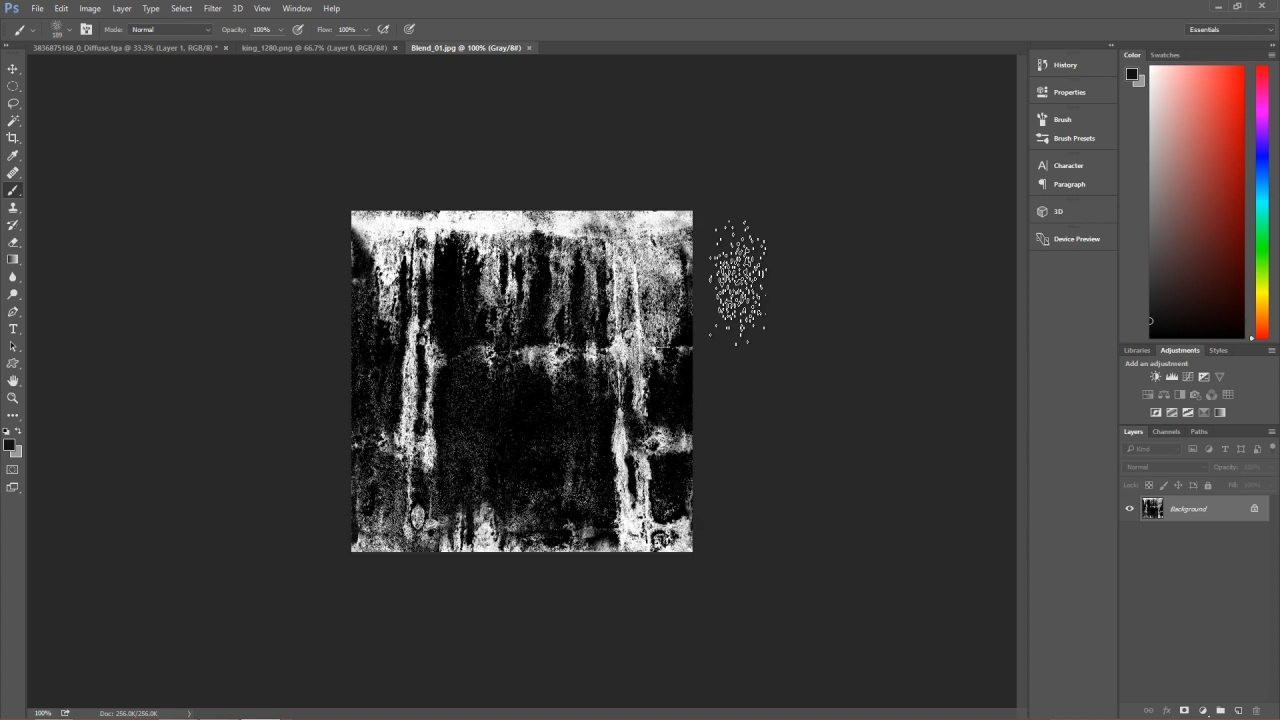 Ps File Edit Image Layer Type Select Filter 3D View Window Help
189 Mode: Normal Opacity: 100% Flow: 100% Essentials
3836875168_0_Diffuse.tga @ 33.3% (Layer 1, RGB/8) * × king_1280.png @ 66.7% (Layer 0, RGB/8#) × Blend_01.jpg @ 100% (Gray/8#) ×
Color Swatches
History
Properties
Brush
Brush Presets
Character
Paragraph
3D
Device Preview
Libraries Adjustments Styles
Add an adjustment
Layers Channels Paths
Kind
Normal Opacity: 100%
Lock: Fill: 100%
Background
100% Doc: 256.0K/256.0K